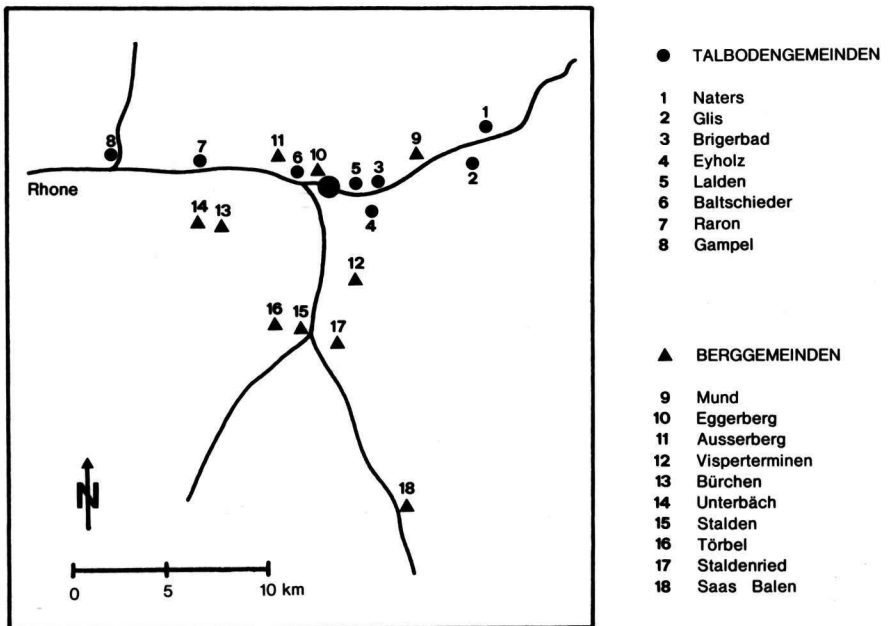 8
7
11
6
10
5
3
9
1
2
4
Rhone
14
13
12
16
15
17
18
N
0 5 10 km
TALBODENGEMEINDEN
1 Naters
2 Glis
3 Brigerbad
4 Eyholz
5 Lalden
6 Baltschieder
7 Raron
8 Gampel
BERGGEMEINDEN
9 Mund
10 Eggerberg
11 Ausserberg
12 Visperterminen
13 Bürchen
14 Unterbäch
15 Stalden
16 Törbel
17 Staldenried
18 Saas Balen